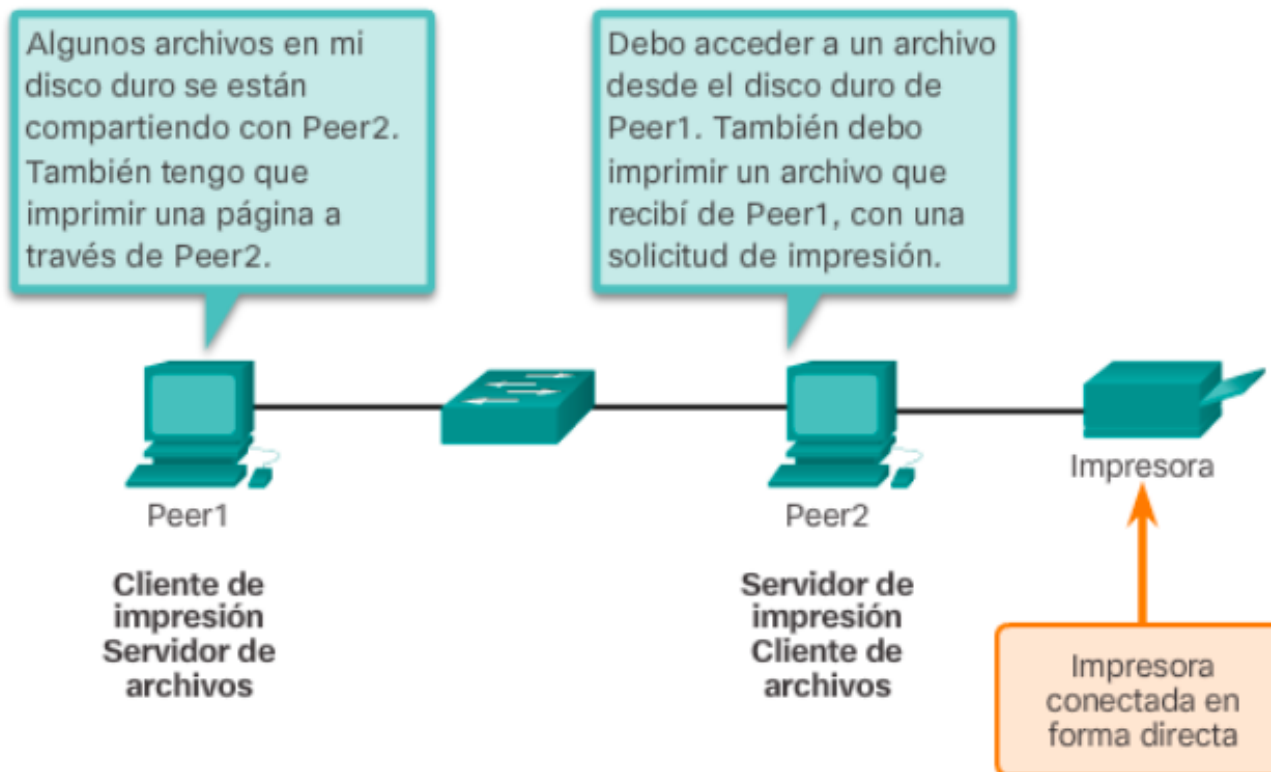 Algunos archivos en mi
disco duro se están
compartiendo con Peer2.
También tengo que
imprimir una página a
través de Peer2.
Debo acceder a un archivo
desde el disco duro de
Peer1. También debo
imprimir un archivo que
recibí de Peer1, con una
solicitud de impresión.
Peer1
Cliente de
impresión
Servidor de
archivos
Peer2
Servidor de
impresión
Cliente de
archivos
Impresora
Impresora
conectada en
forma directa